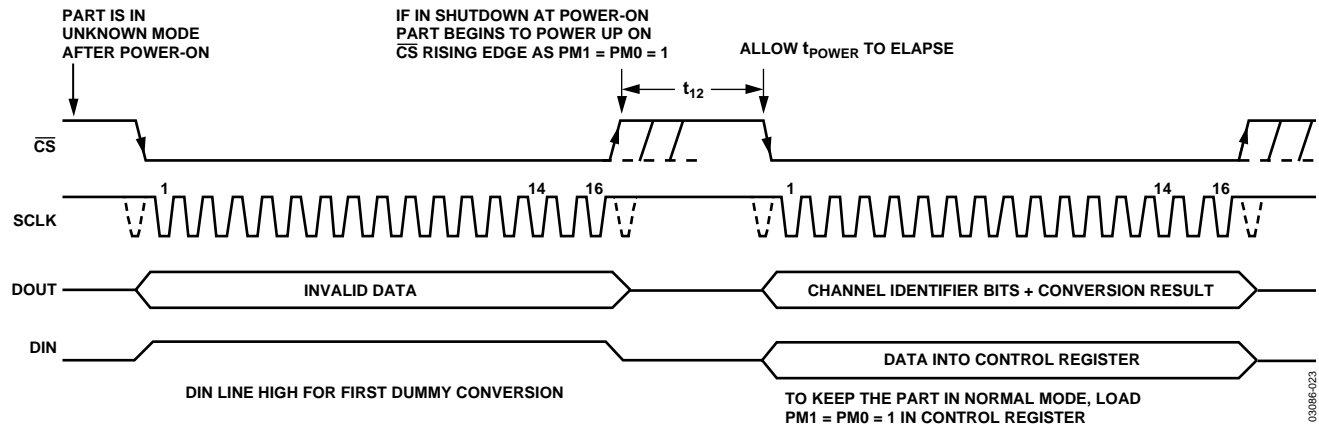 PART IS IN
UNKNOWN MODE
AFTER POWER-ON
IF IN SHUTDOWN AT POWER-ON
PART BEGINS TO POWER UP ON
C̅S̅ RISING EDGE AS PM1 = PM0 = 1
ALLOW tPOWER TO ELAPSE
t12
C̅S̅
1 14 16 1 14 16
SCLK
DOUT INVALID DATA CHANNEL IDENTIFIER BITS + CONVERSION RESULT
DIN DATA INTO CONTROL REGISTER
DIN LINE HIGH FOR FIRST DUMMY CONVERSION
TO KEEP THE PART IN NORMAL MODE, LOAD
PM1 = PM0 = 1 IN CONTROL REGISTER
03086-023